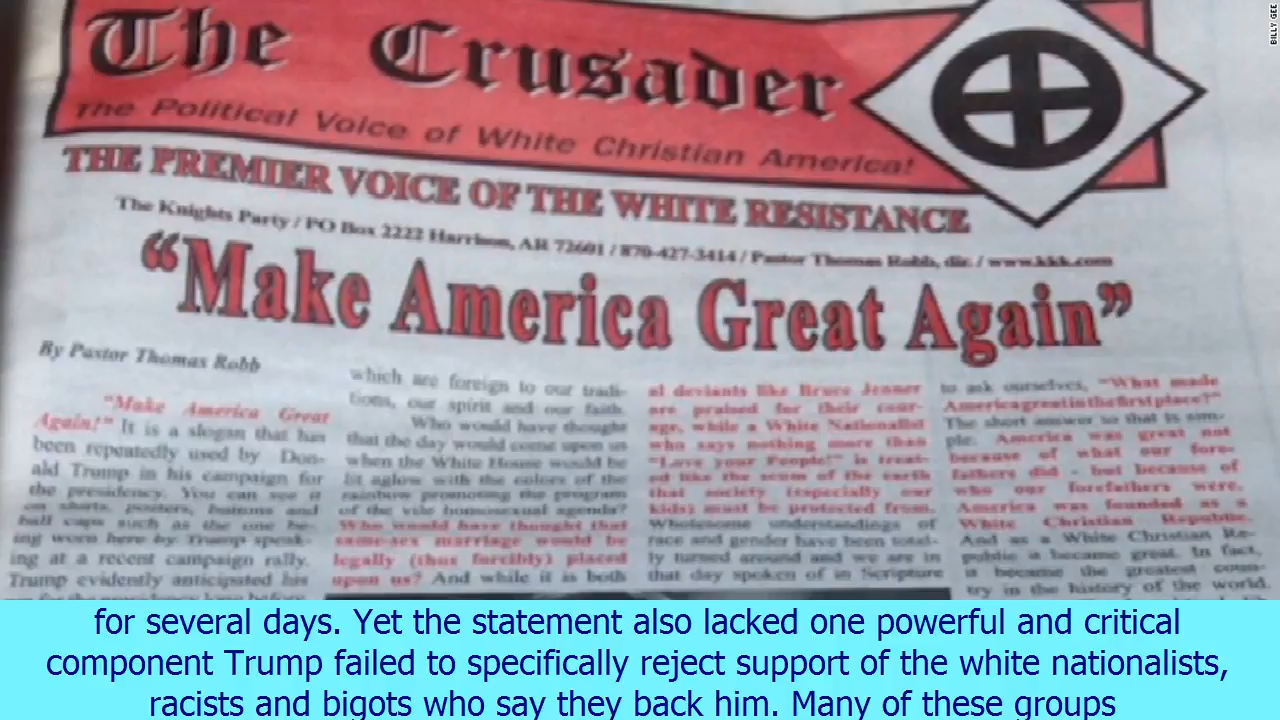 BILLY GEE
The Crusader
The Political Voice of White Christian America!
THE PREMIER VOICE OF THE WHITE RESISTANCE
The Knights Party / PO Box 2222 Harrison, AR 72601 / 870-427-3414 / Pastor Thomas Robb, dir. / www.kkk.com
“Make America Great Again”
By Pastor Thomas Robb
"Make America Great
Again!" It is a slogan that has
been repeatedly used by Don-
ald Trump in his campaign for
the presidency. You can see it
on shirts, posters, buttons and
ball caps such as the one be-
ing worn here by Trump speak-
ing at a recent campaign rally.
Trump evidently anticipated his
which are foreign to our tradi-
tions, our spirit and our faith.
Who would have thought
that the day would come upon us
when the White House would be
lit aglow with the colors of the
rainbow promoting the program
of the vile homosexual agenda?
Who would have thought that
same-sex marriage would be
legally (thus forcibly) placed
upon us? And while it is both
al deviants like Bruce Jenner
are praised for their cour-
age, while a White Nationalist
who says nothing more than
"Love your People!" is treat-
ed like the scum of the earth
that society (especially our
kids) must be protected from.
Wholesome understandings of
race and gender have been total-
ly turned around and we are in
that day spoken of in Scripture
to ask ourselves, "What made
America great in the first place?"
The short answer to that is sim-
ple. America was great not
because of what our fore-
fathers did - but because of
who our forefathers were.
America was founded as a
White Christian Republic.
And as a White Christian Re-
public it became great. In fact,
it became the greatest coun-
try in the history of the world.
for several days. Yet the statement also lacked one powerful and critical
component Trump failed to specifically reject support of the white nationalists,
racists and bigots who say they back him. Many of these groups